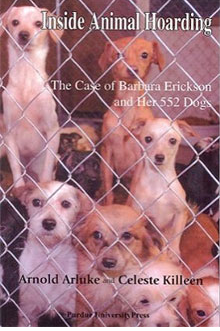 Inside Animal Hoarding
The Case of Barbara Erickson
and Her 552 Dogs
Arnold Arluke and Celeste Killeen
Purdue University Press